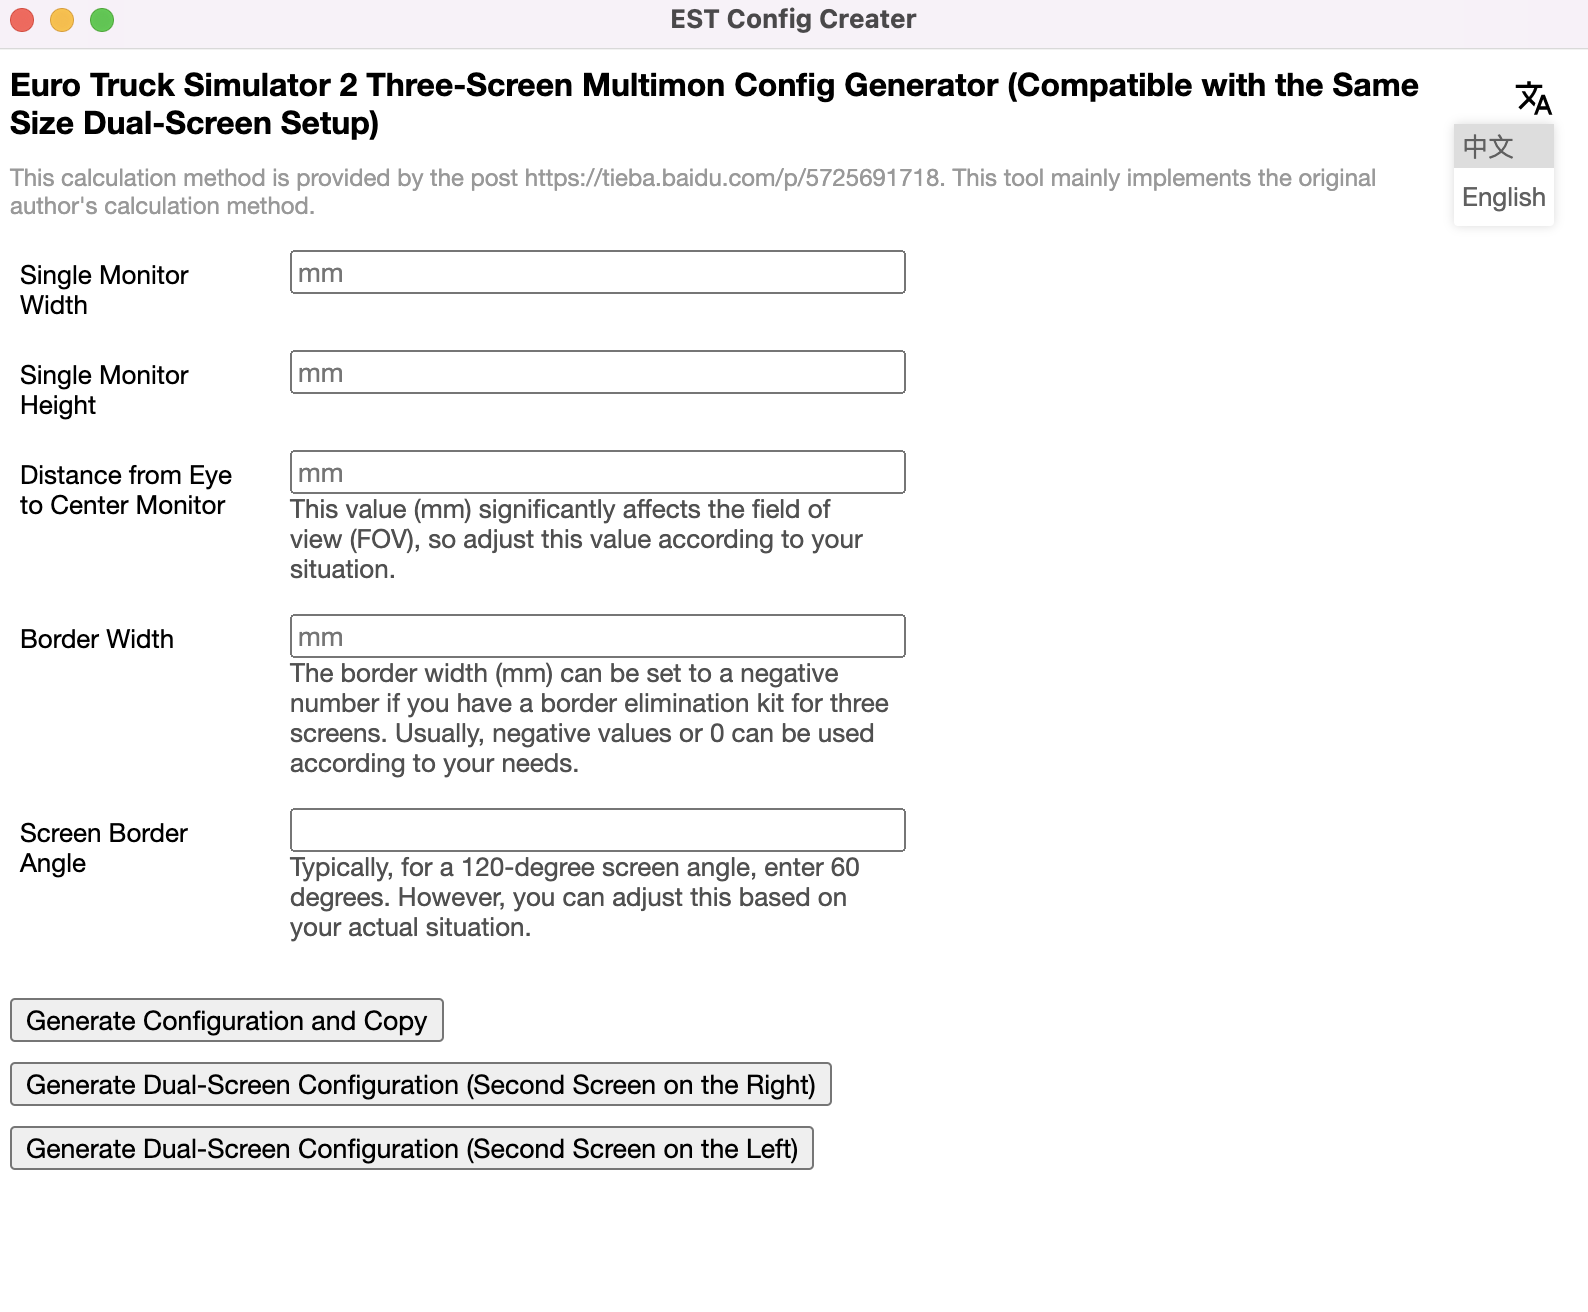 EST Config Creater
Euro Truck Simulator 2 Three-Screen Multimon Config Generator (Compatible with the Same
Size Dual-Screen Setup)
中文
English
This calculation method is provided by the post https://tieba.baidu.com/p/5725691718. This tool mainly implements the original
author's calculation method.
Single Monitor
Width
mm
Single Monitor
Height
mm
Distance from Eye
to Center Monitor
mm
This value (mm) significantly affects the field of
view (FOV), so adjust this value according to your
situation.
Border Width
mm
The border width (mm) can be set to a negative
number if you have a border elimination kit for three
screens. Usually, negative values or 0 can be used
according to your needs.
Screen Border
Angle
Typically, for a 120-degree screen angle, enter 60
degrees. However, you can adjust this based on
your actual situation.
Generate Configuration and Copy
Generate Dual-Screen Configuration (Second Screen on the Right)
Generate Dual-Screen Configuration (Second Screen on the Left)